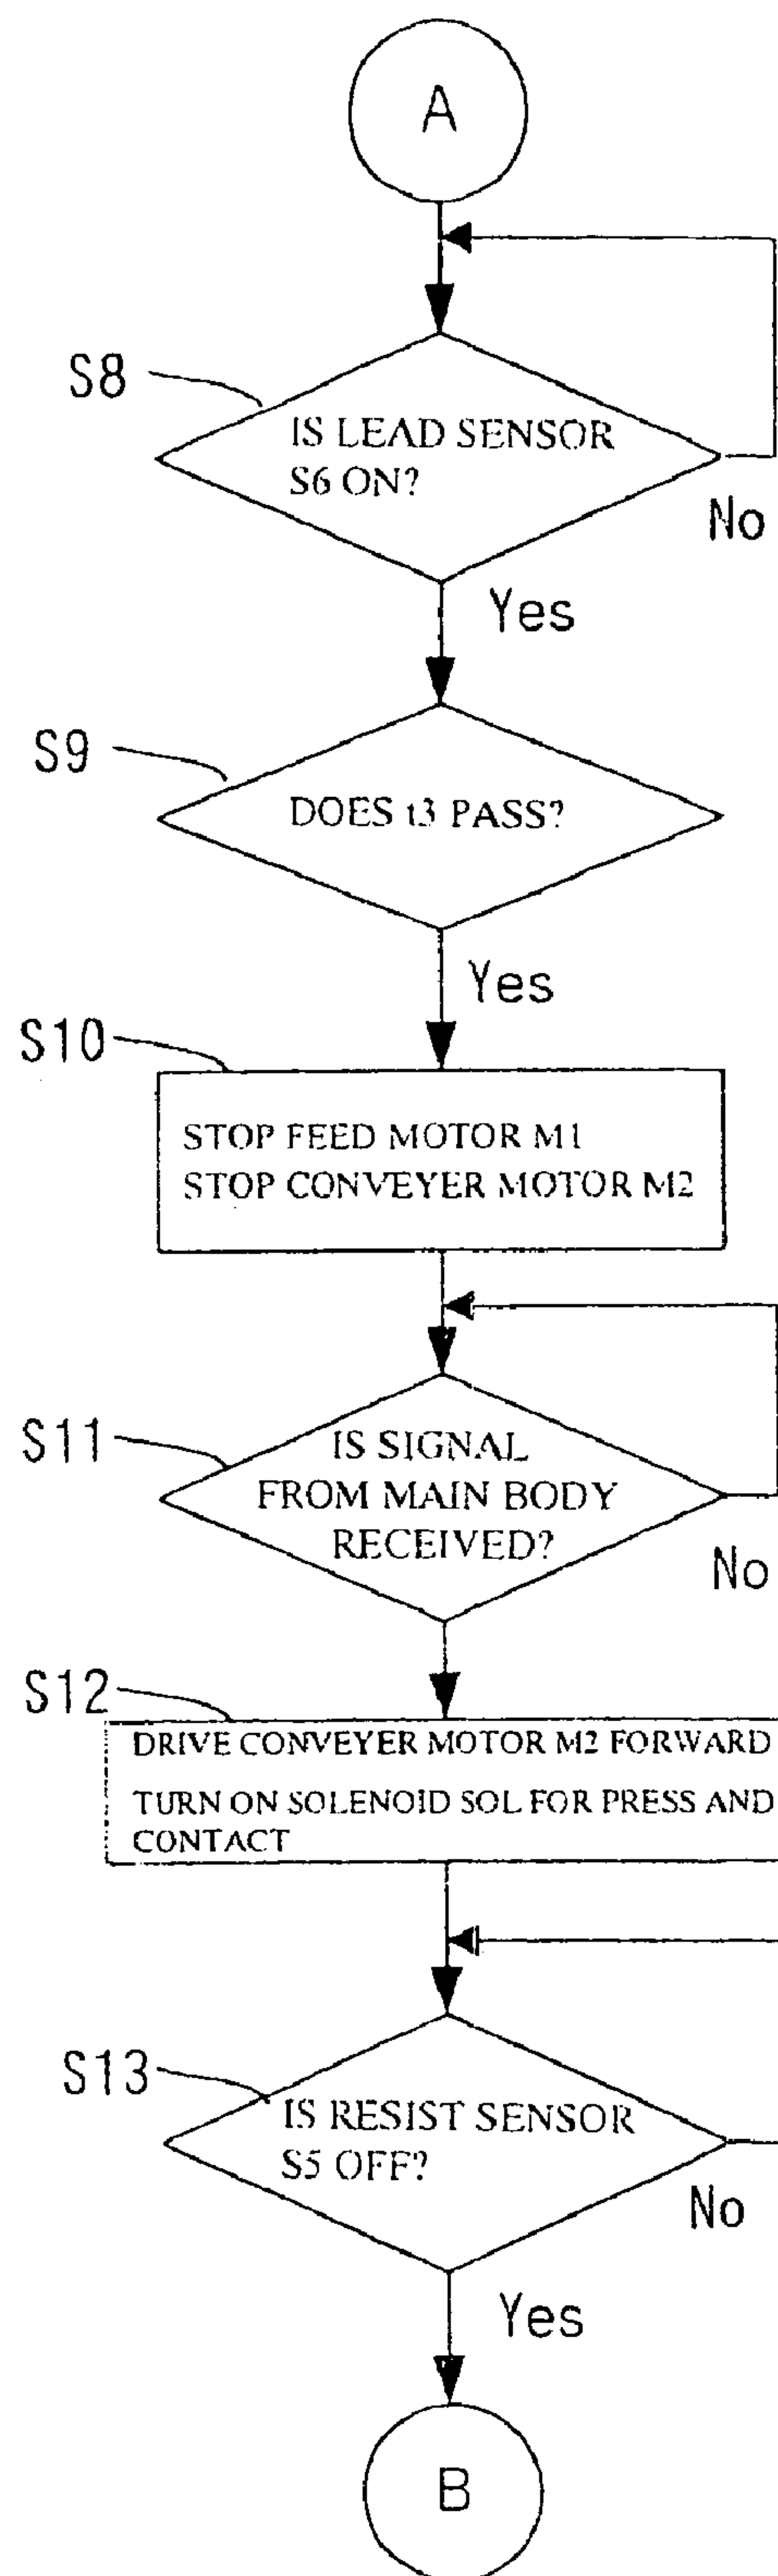 A
S8
IS LEAD SENSOR
S6 ON?
No
Yes
S9
DOES t3 PASS?
Yes
S10
STOP FEED MOTOR M1
STOP CONVEYER MOTOR M2
S11
IS SIGNAL
FROM MAIN BODY
RECEIVED?
No
S12
DRIVE CONVEYER MOTOR M2 FORWARD
TURN ON SOLENOID SOL FOR PRESS AND
CONTACT
S13
IS RESIST SENSOR
S5 OFF?
No
Yes
B